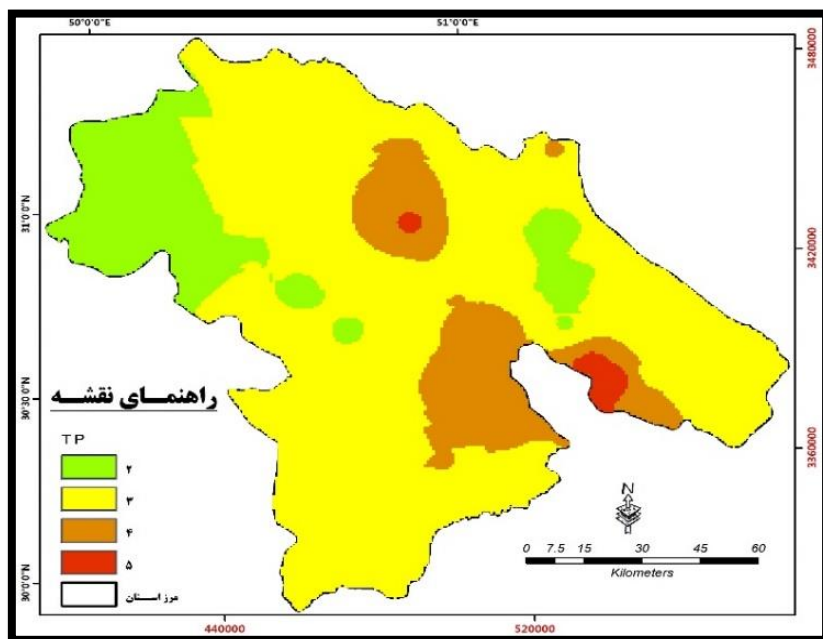 50°0'0"E 51°0'0"E
3480000
31°0'0"N
3420000
30°30'0"N
راهنمای نقشه
3360000
TP
۲
۳
۴
۵
مرز استان
N
0 7.5 15 30 45 60
Kilometers
30°0'0"N
440000 520000